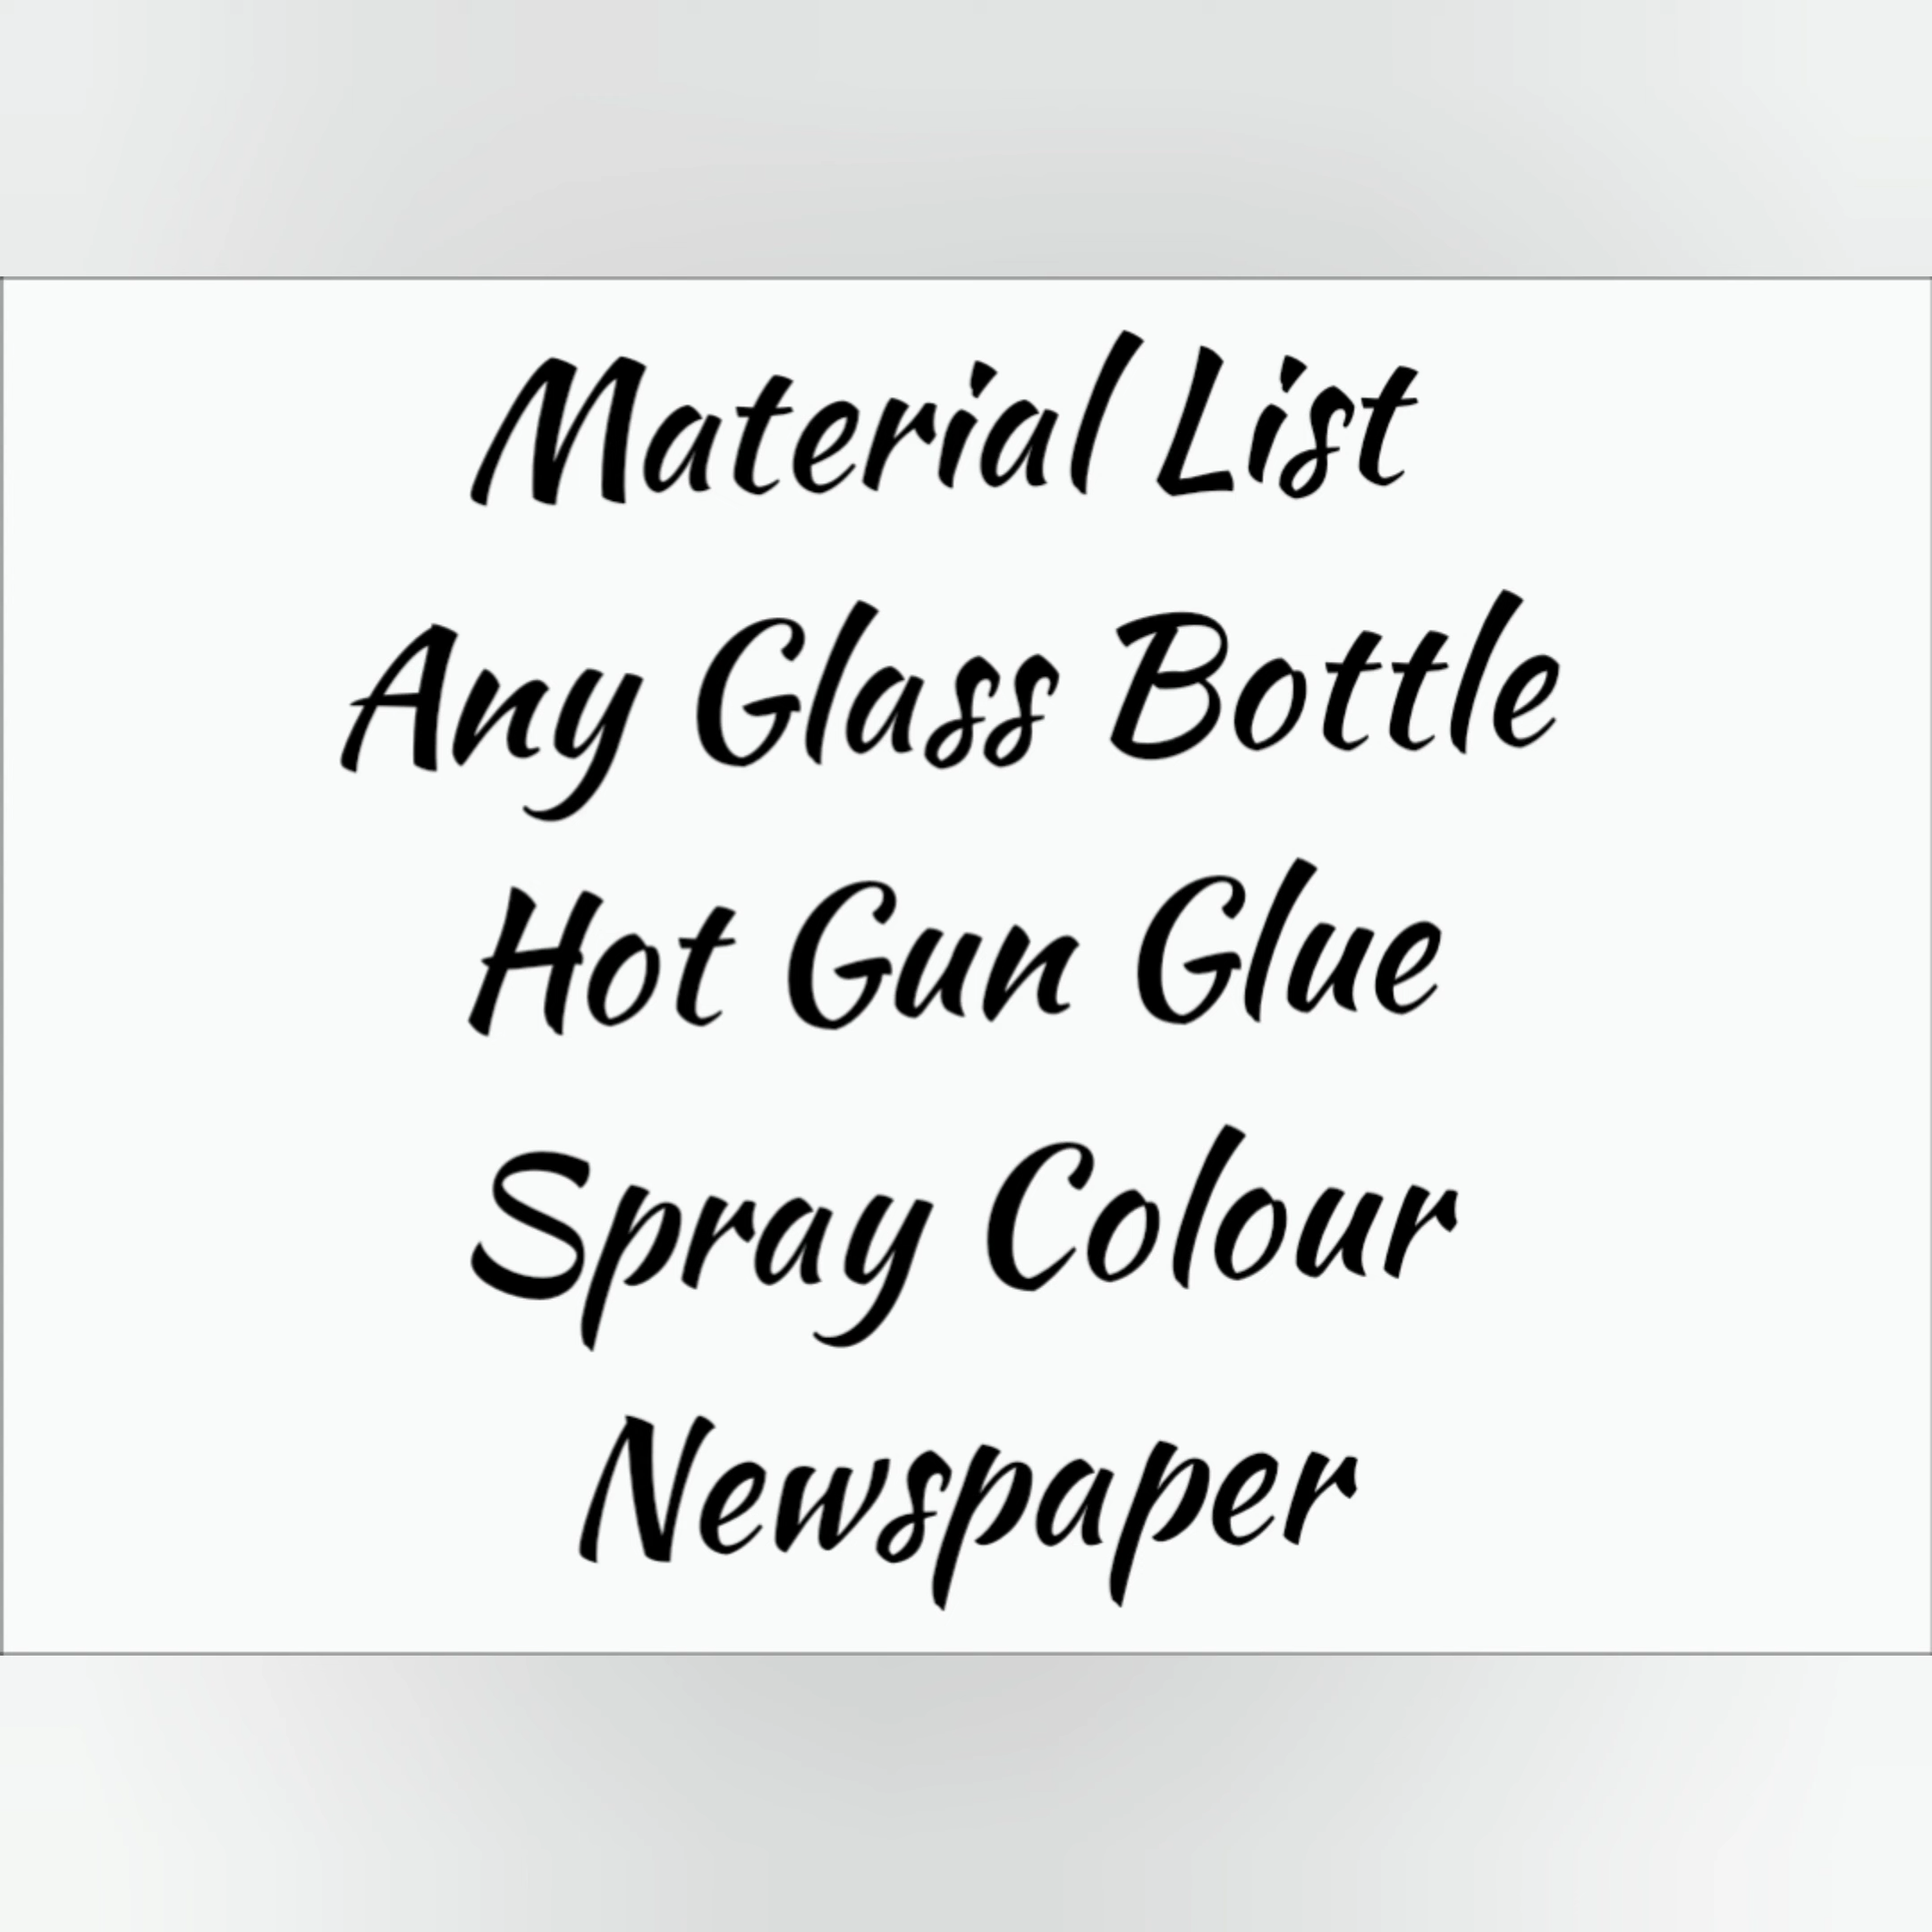 Material List
Any Glass Bottle
Hot Gun Glue
Spray Colour
Newspaper